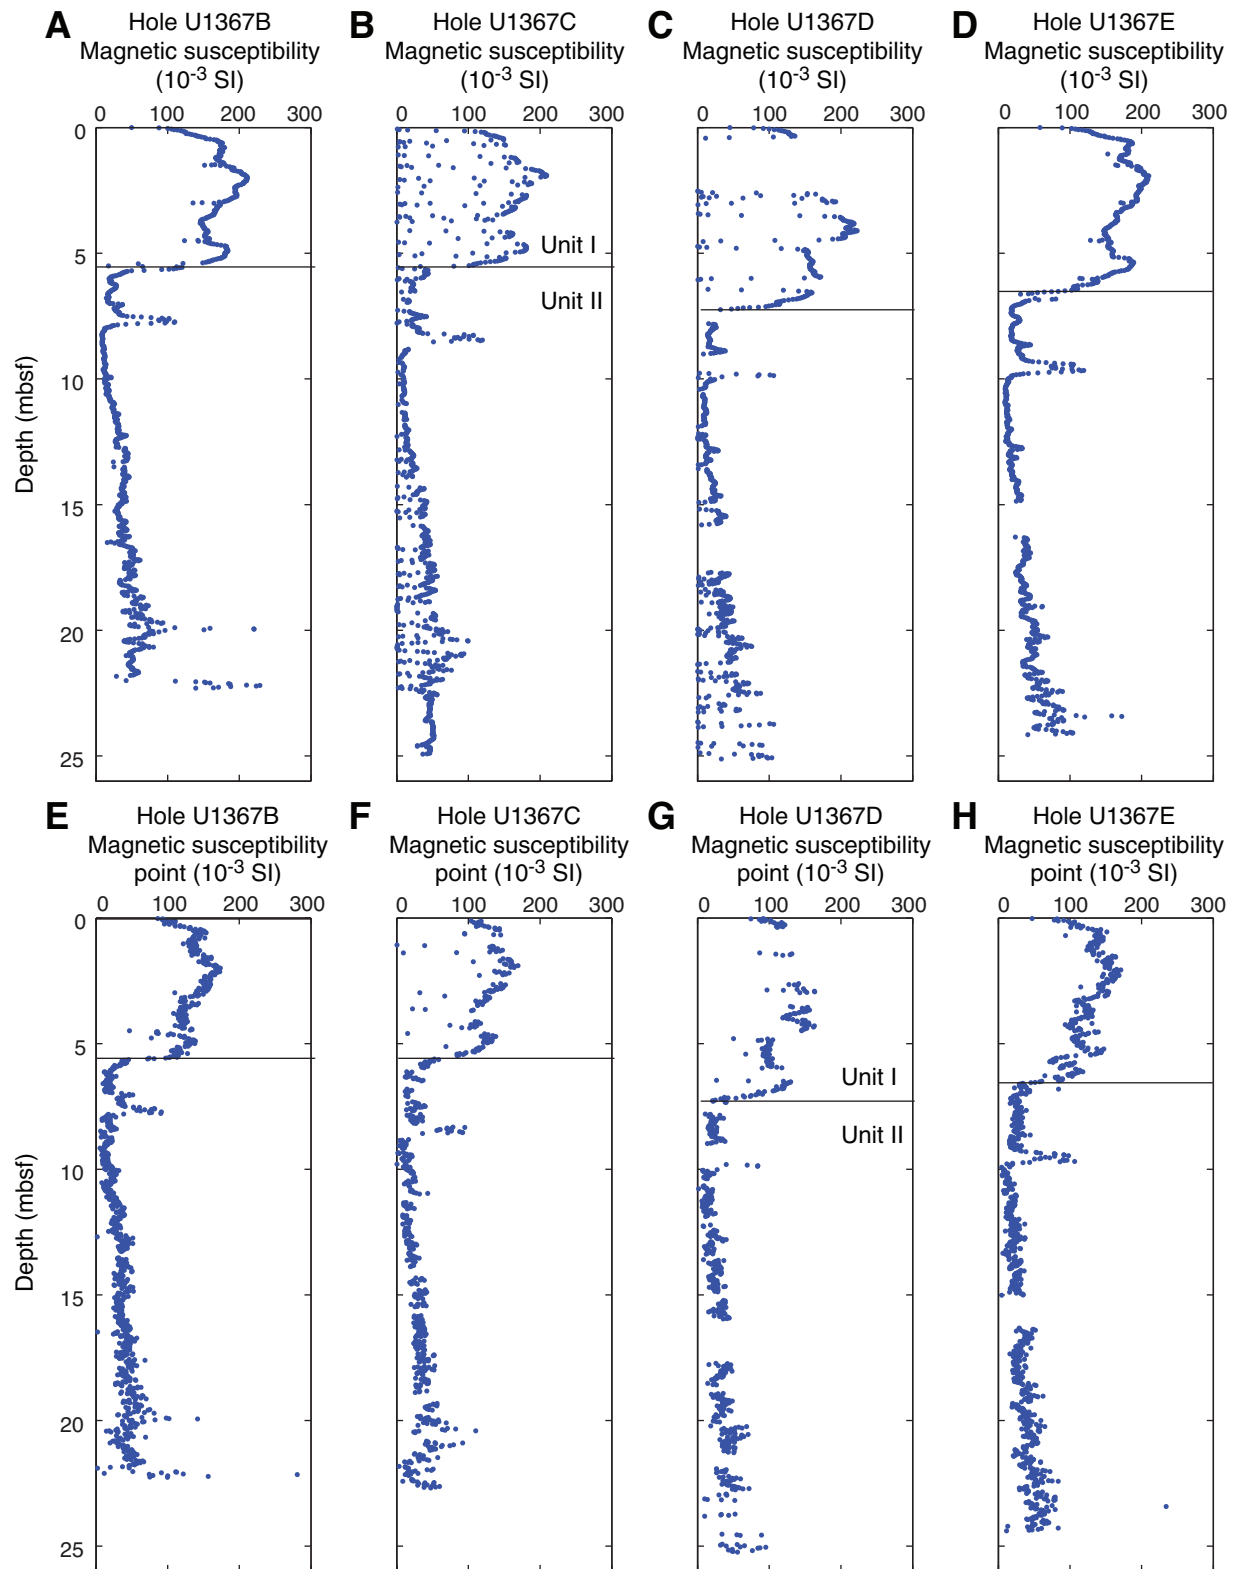 A Hole U1367B
Magnetic susceptibility
(10-3 SI)
0 100 200 300
B Hole U1367C
Magnetic susceptibility
(10-3 SI)
0 100 200 300
C Hole U1367D
Magnetic susceptibility
(10-3 SI)
0 100 200 300
D Hole U1367E
Magnetic susceptibility
(10-3 SI)
0 100 200 300
Depth (mbsf)
0
5
10
15
20
25
Unit I
Unit II
E Hole U1367B
Magnetic susceptibility
point (10-3 SI)
0 100 200 300
F Hole U1367C
Magnetic susceptibility
point (10-3 SI)
0 100 200 300
G Hole U1367D
Magnetic susceptibility
point (10-3 SI)
0 100 200 300
H Hole U1367E
Magnetic susceptibility
point (10-3 SI)
0 100 200 300
Depth (mbsf)
0
5
10
15
20
25
Unit I
Unit II